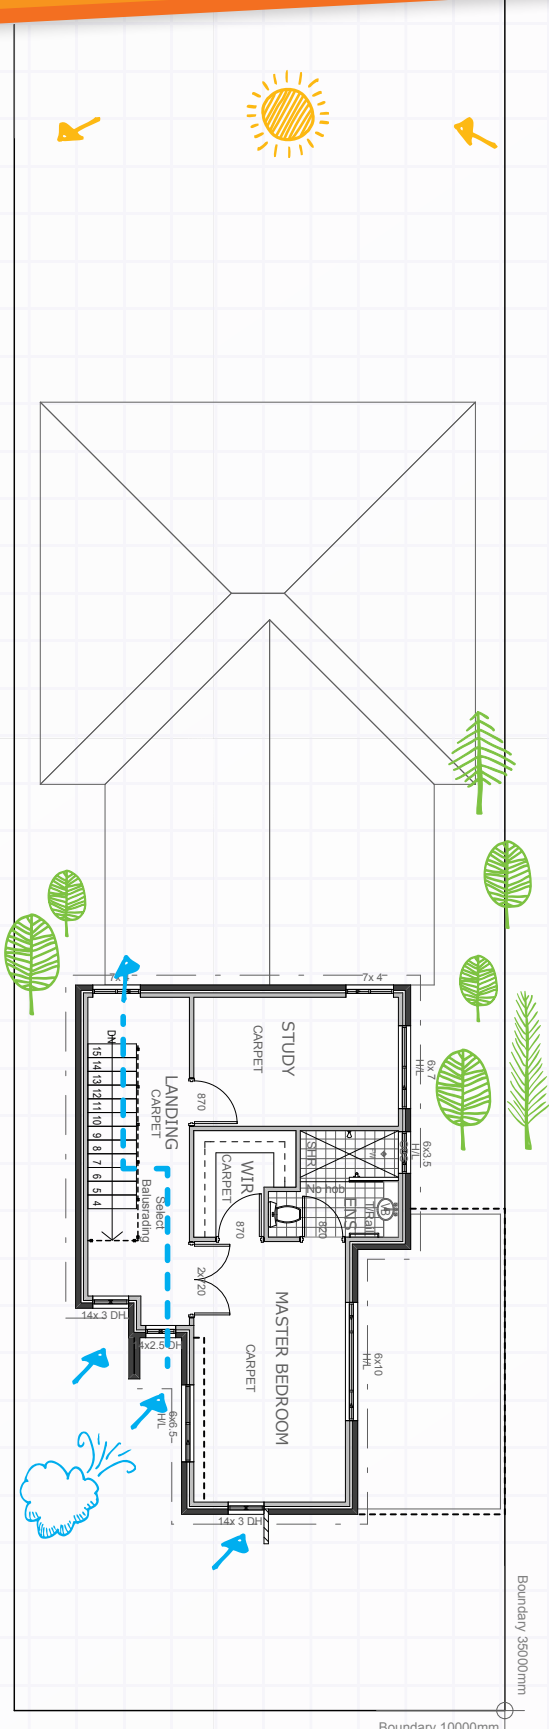 7x 4
DN
15 14 13 12 11 10 9 8 7 6 5 4
STUDY
CARPET
870
6x 7
H/L
LANDING
CARPET
SHR
6x3.5
H/L
WIR
CARPET
No hob
ENS
T/Rail
VB
Select
Balustrading
870
820
2x720
MASTER BEDROOM
CARPET
6x10
H/L
14x 3 DH
14x2.5 DH
6x6.5
H/L
14x 3 DH
Boundary 35000mm
Boundary 10000mm